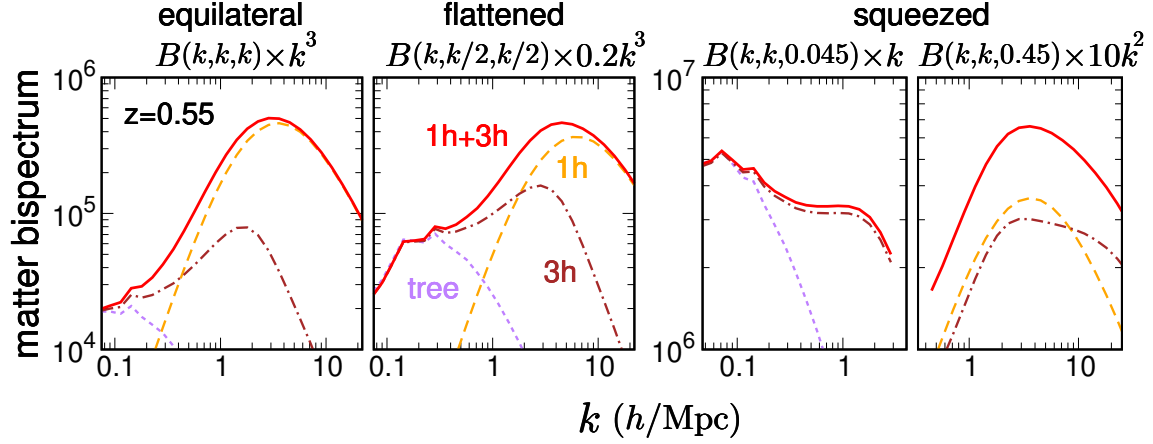 equilateral flattened squeezed
B(k,k,k)×k³ B(k,k/2,k/2)×0.2k³ B(k,k,0.045)×k B(k,k,0.45)×10k²
matter bispectrum
10⁶
10⁵
10⁴
z=0.55
1h+3h
1h
3h
tree
10⁷
10⁶
0.1 1 10 0.1 1 10 0.1 1 1 10
k (h/Mpc)